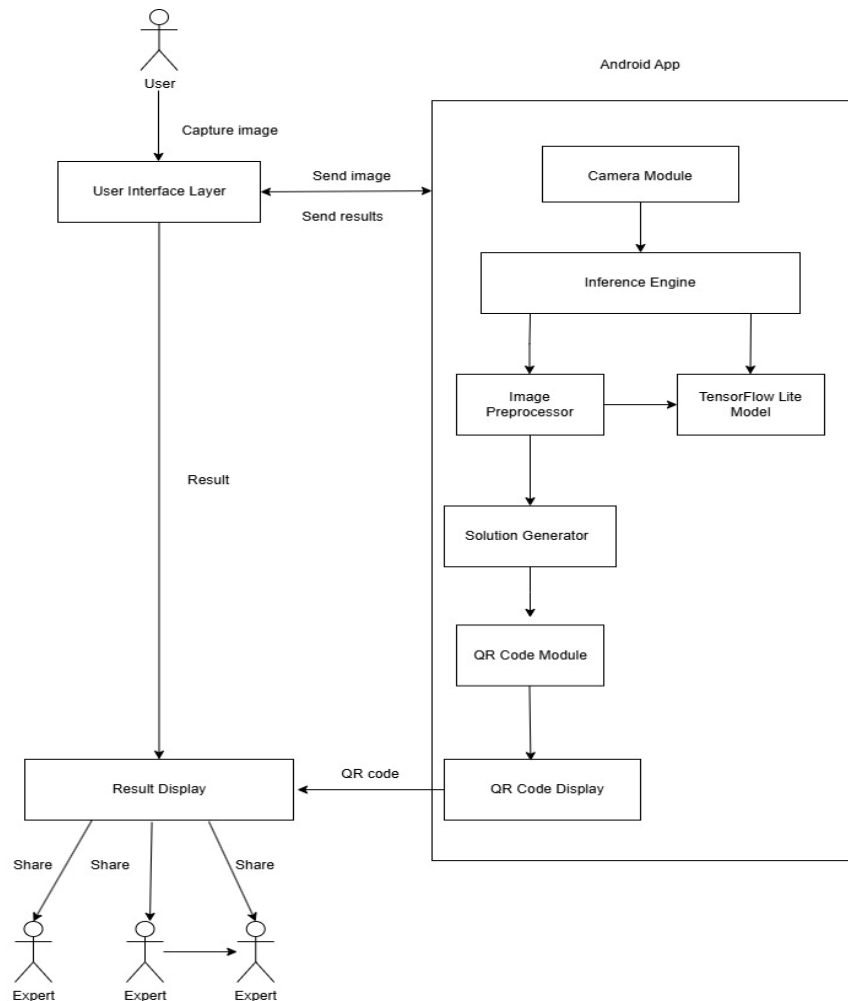 User
Android App
Capture image
User Interface Layer
Send image
Send results
Camera Module
Inference Engine
Image
Preprocessor
TensorFlow Lite
Model
Result
Solution Generator
QR Code Module
Result Display
QR code
QR Code Display
Share
Share
Share
Expert
Expert
Expert